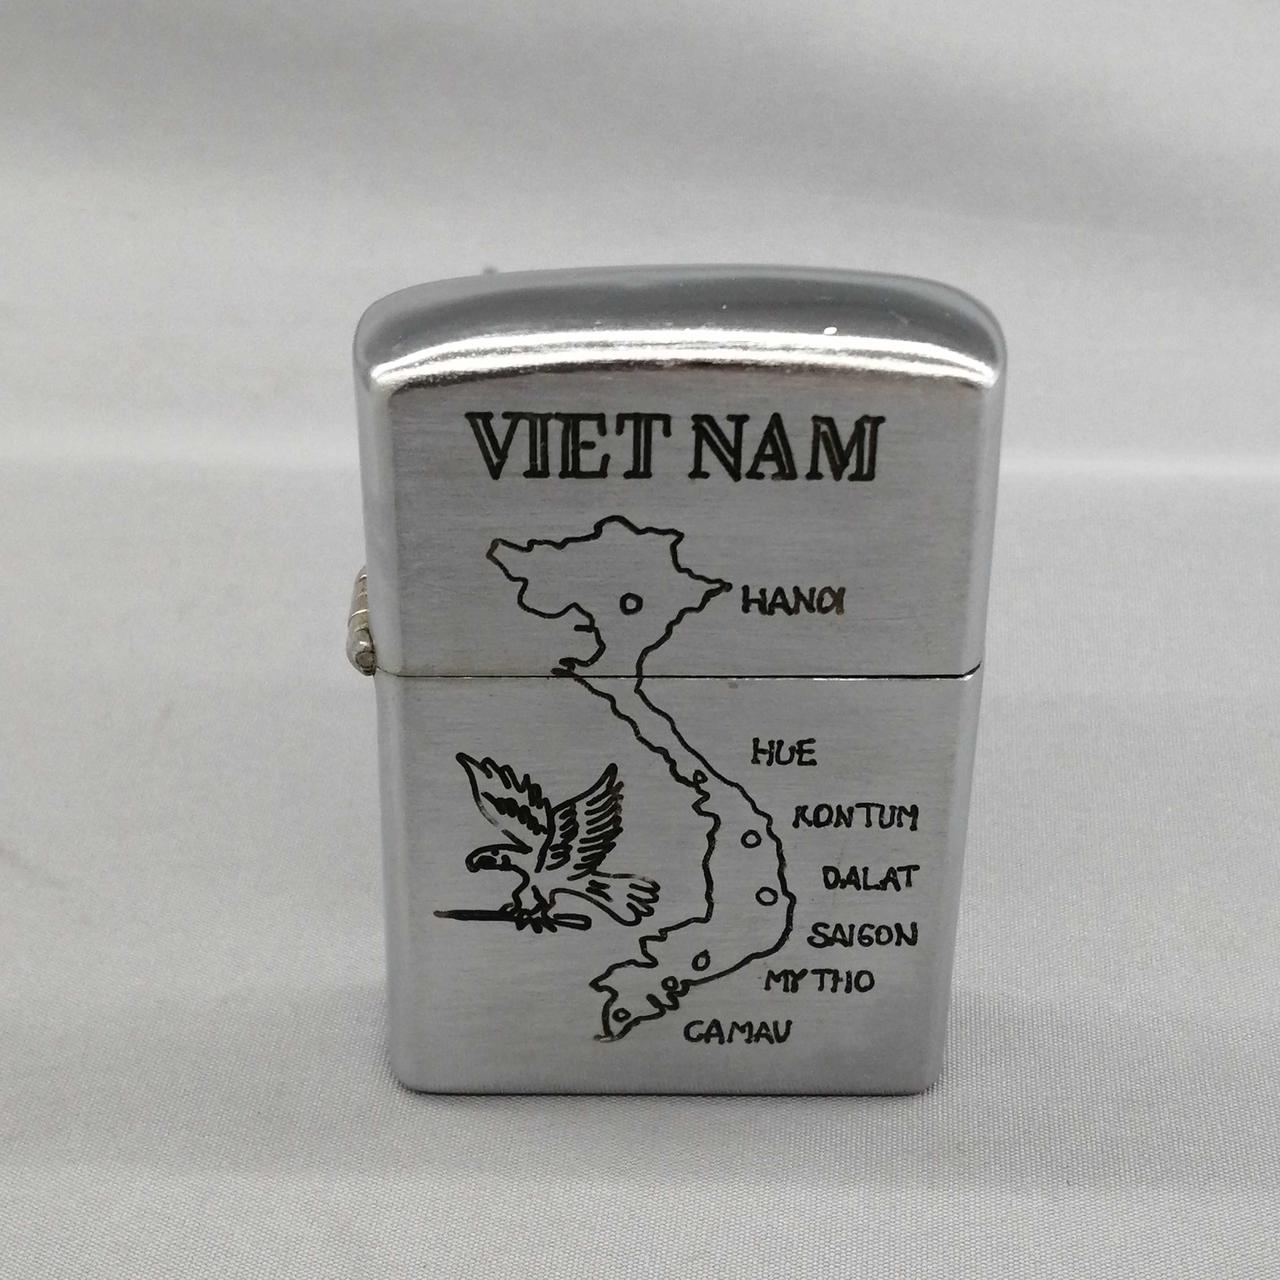 VIET NAM
HANOI
HUE
KONTUM
DALAT
SAIGON
MYTHO
CAMAU